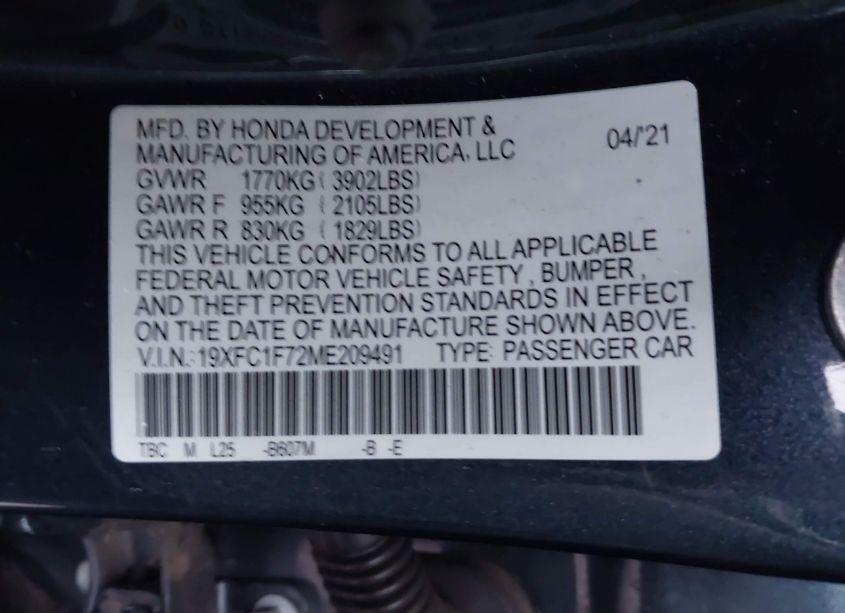 MFD. BY HONDA DEVELOPMENT & 04/'21
MANUFACTURING OF AMERICA, LLC
GVWR 1770KG ( 3902LBS)
GAWR F 955KG ( 2105LBS)
GAWR R 830KG ( 1829LBS)
THIS VEHICLE CONFORMS TO ALL APPLICABLE
FEDERAL MOTOR VEHICLE SAFETY , BUMPER ,
AND THEFT PREVENTION STANDARDS IN EFFECT
ON THE DATE OF MANUFACTURE SHOWN ABOVE.
V.I.N.: 19XFC1F72ME209491 TYPE: PASSENGER CAR
TBC M L25 -B607M -B -E